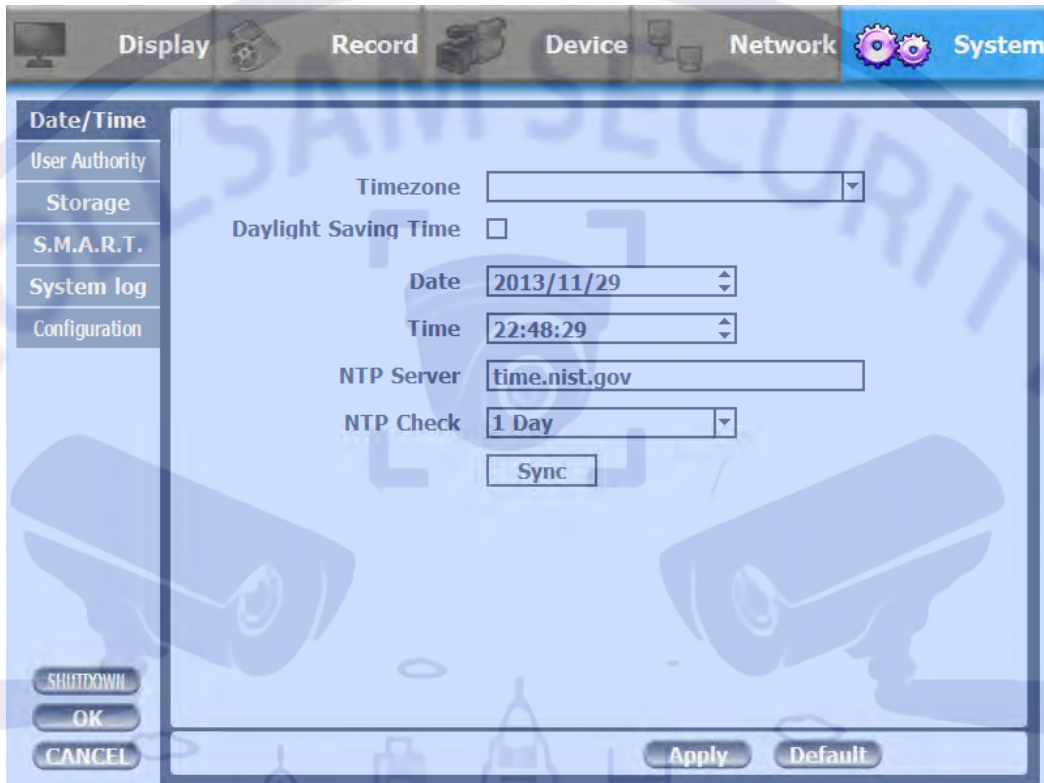 Display Record Device Network System
Date/Time
User Authority
Storage
S.M.A.R.T.
System log
Configuration
Timezone
Daylight Saving Time
Date 2013/11/29
Time 22:48:29
NTP Server time.nist.gov
NTP Check 1 Day
Sync
SHUTDOWN
OK
CANCEL
Apply Default